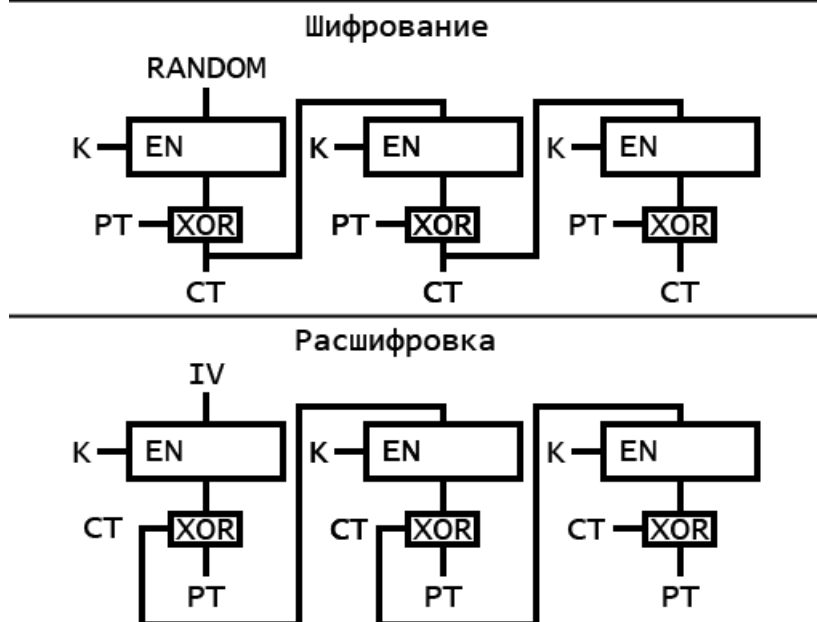 Шифрование
RANDOM
K EN K EN K EN
PT XOR PT XOR PT XOR
CT CT CT
Расшифровка
IV
K EN K EN K EN
CT XOR CT XOR CT XOR
PT PT PT